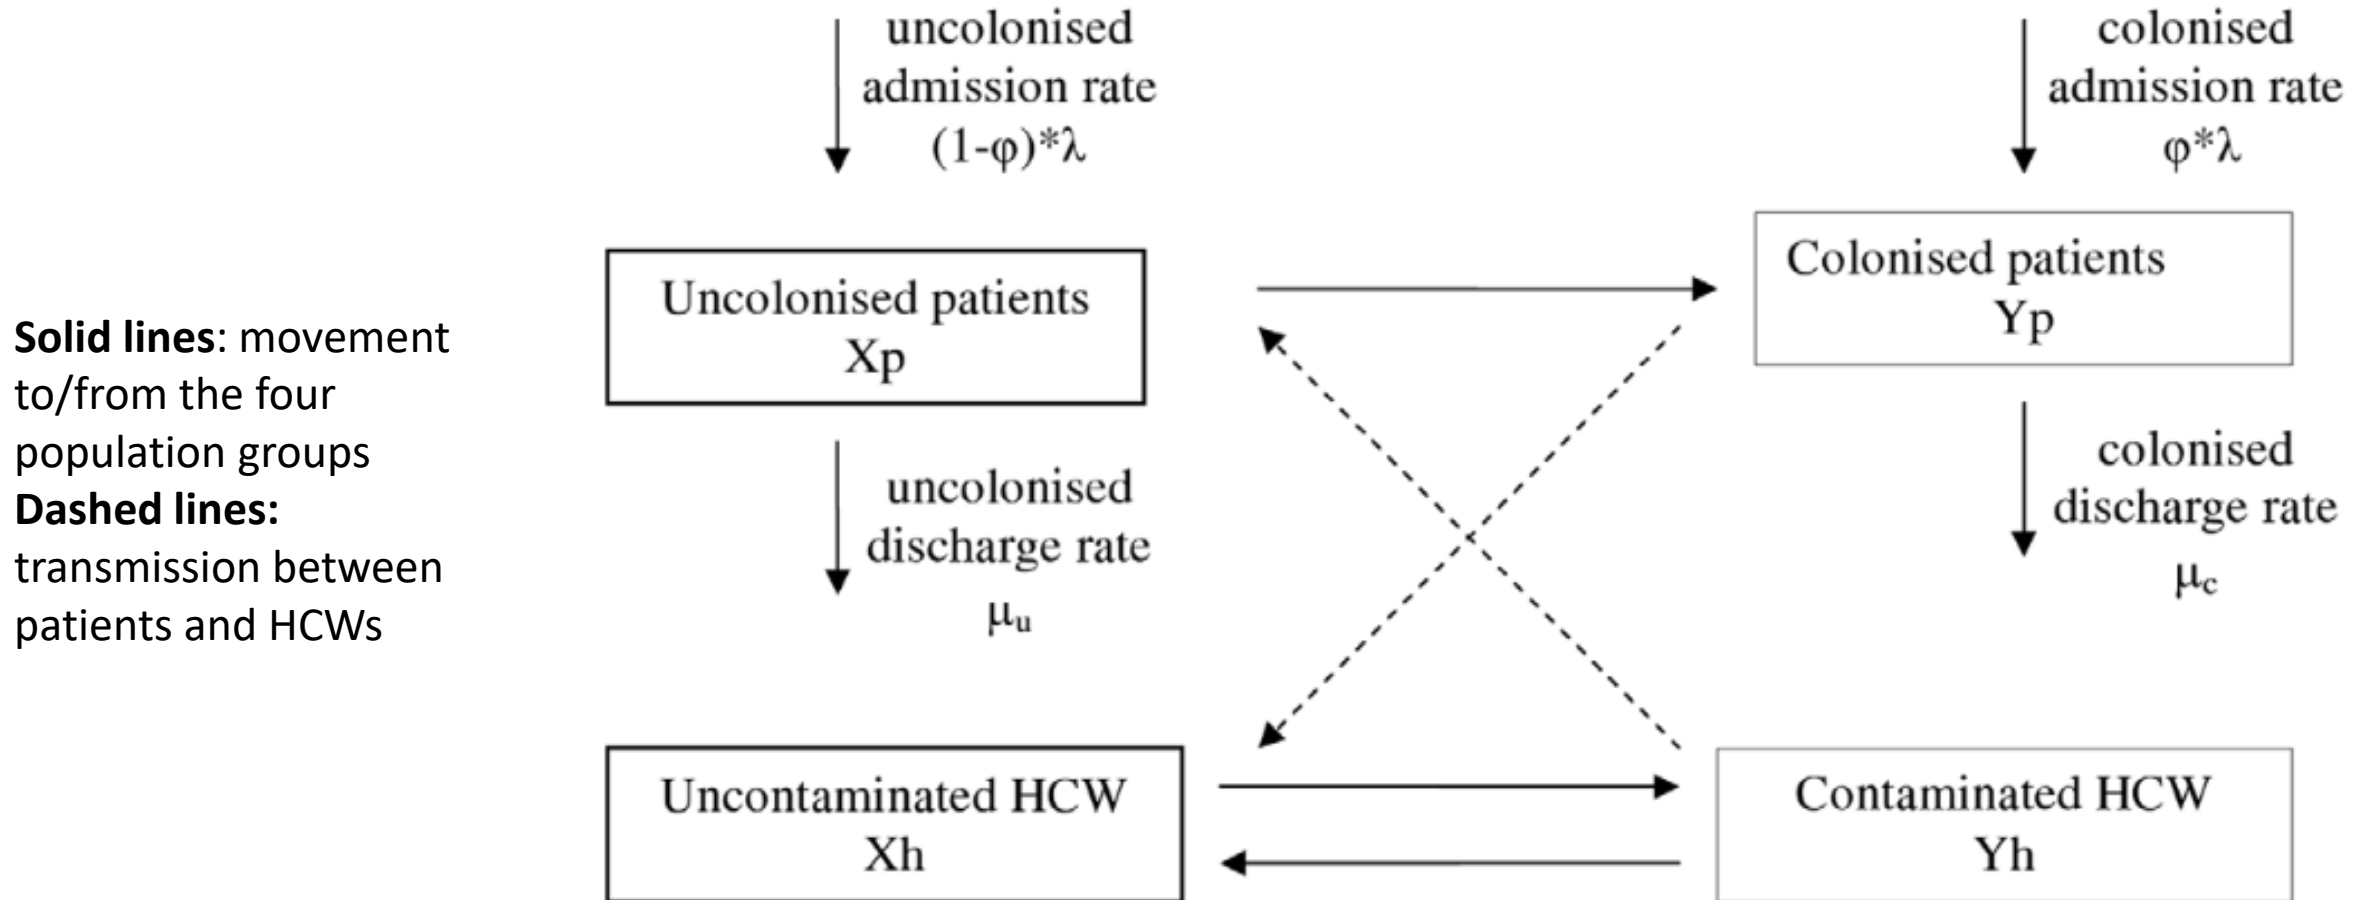 uncolonised
admission rate
(1-φ)*λ
colonised
admission rate
φ*λ
Solid lines: movement
to/from the four
population groups
Dashed lines:
transmission between
patients and HCWs
Uncolonised patients
Xp
Colonised patients
Yp
uncolonised
discharge rate
μu
colonised
discharge rate
μc
Uncontaminated HCW
Xh
Contaminated HCW
Yh